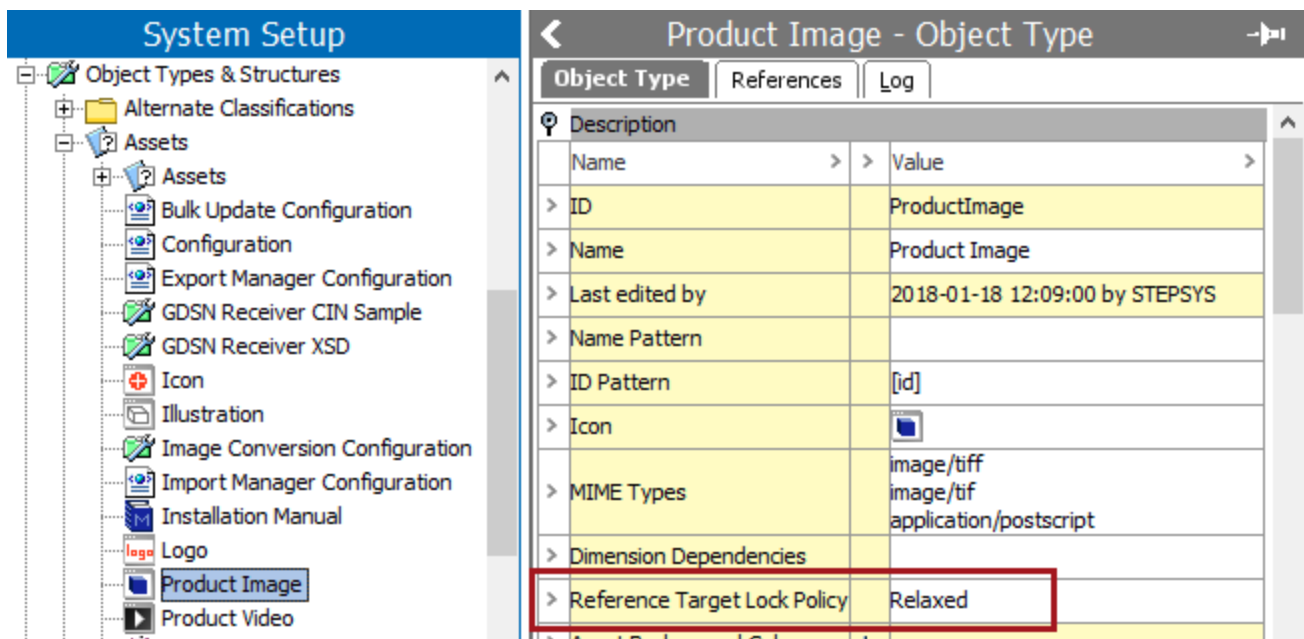 System Setup
Object Types & Structures
Alternate Classifications
Assets
Assets
Bulk Update Configuration
Configuration
Export Manager Configuration
GDSN Receiver CIN Sample
GDSN Receiver XSD
Icon
Illustration
Image Conversion Configuration
Import Manager Configuration
Installation Manual
logo Logo
Product Image
Product Video
Product Image - Object Type
Object Type References Log
Description
Name > > Value >
> ID ProductImage
> Name Product Image
> Last edited by 2018-01-18 12:09:00 by STEPSYS
> Name Pattern
> ID Pattern [id]
> Icon
image/tiff
> MIME Types image/tif
application/postscript
> Dimension Dependencies
> Reference Target Lock Policy Relaxed